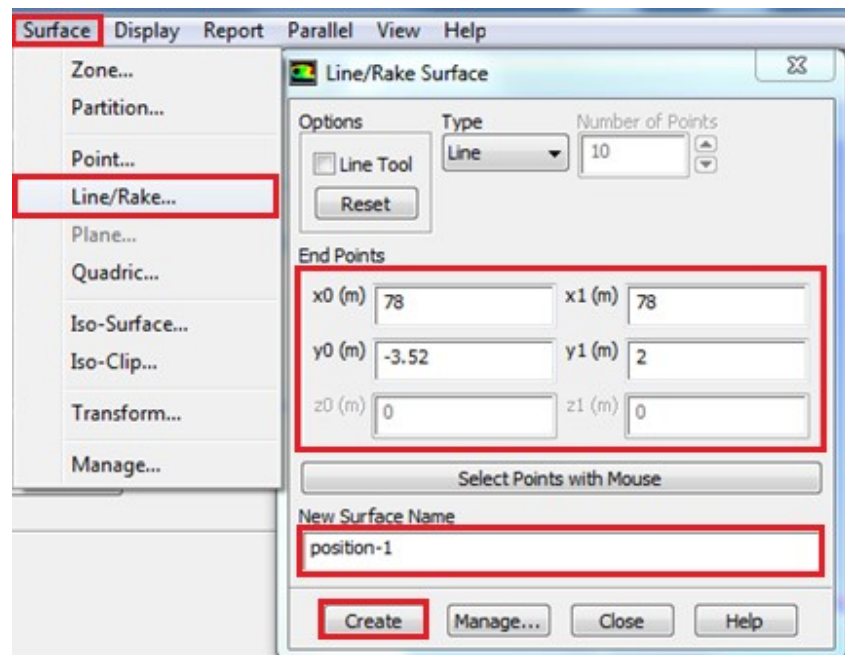 Surface Display Report Parallel View Help
Zone...
Partition...
Point...
Line/Rake...
Plane...
Quadric...
Iso-Surface...
Iso-Clip...
Transform...
Manage...
Line/Rake Surface
Options Type Number of Points
Line Tool Line 10
Reset
End Points
x0 (m) 78 x1 (m) 78
y0 (m) -3.52 y1 (m) 2
z0 (m) 0 z1 (m) 0
Select Points with Mouse
New Surface Name
position-1
Create Manage... Close Help